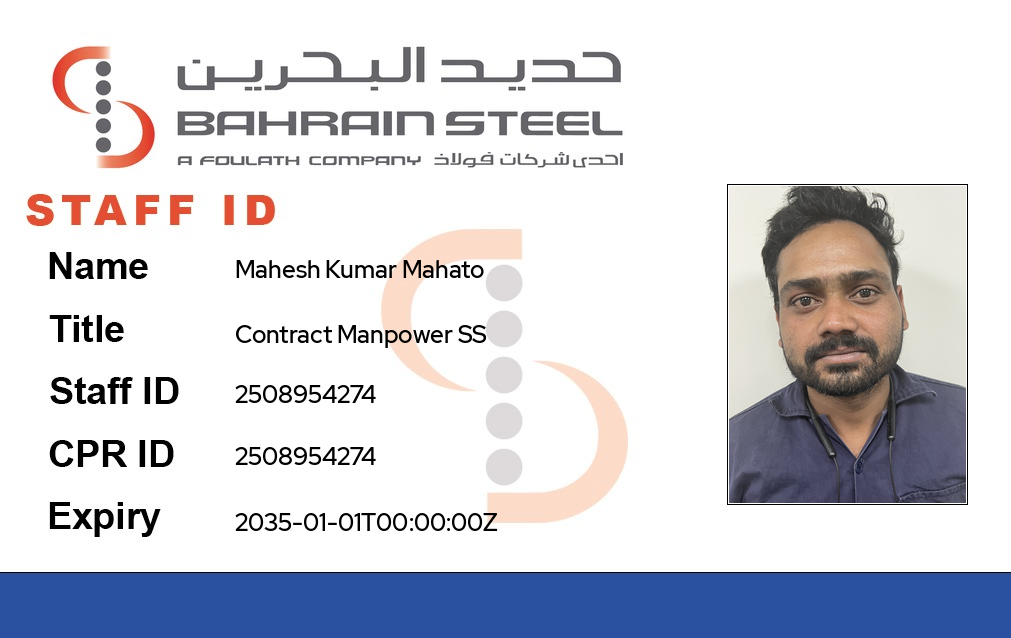 حديد البحرين
BAHRAIN STEEL
A FOULATH COMPANY احدى شركات فولاذ
STAFF ID
Name Mahesh Kumar Mahato
Title Contract Manpower SS
Staff ID 2508954274
CPR ID 2508954274
Expiry 2035-01-01T00:00:00Z